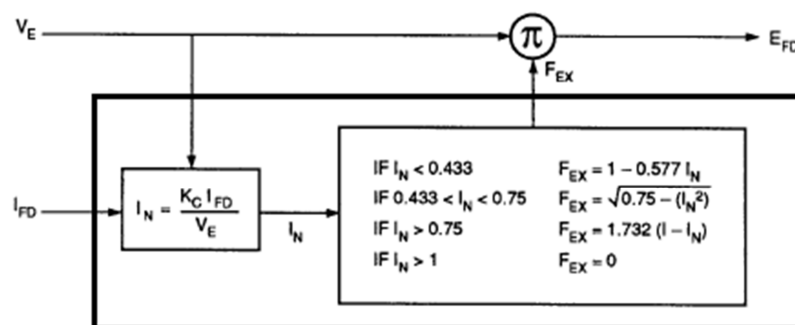 V_E
π
E_FD
F_EX
I_FD
I_N = K_C I_FD / V_E
I_N
IF I_N < 0.433 F_EX = 1 − 0.577 I_N
IF 0.433 < I_N < 0.75 F_EX = √0.75 − (I_N²)
IF I_N > 0.75 F_EX = 1.732 (I − I_N)
IF I_N > 1 F_EX = 0